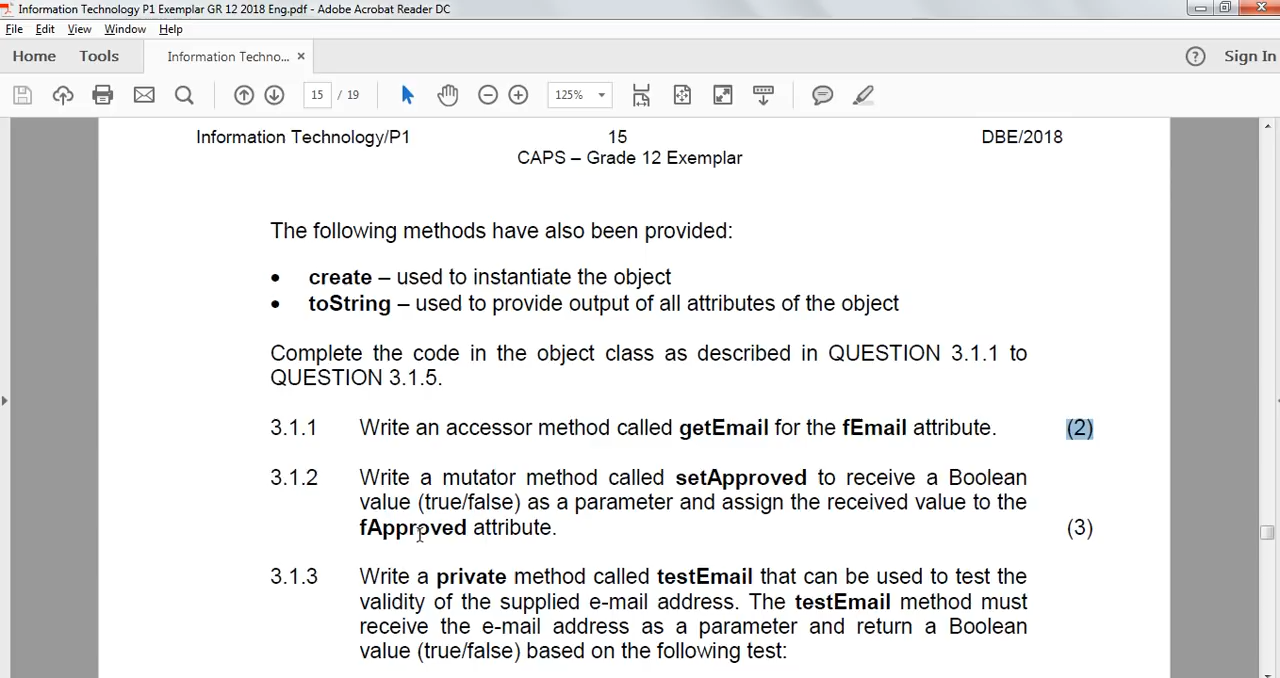 Information Technology P1 Exemplar GR 12 2018 Eng.pdf - Adobe Acrobat Reader DC
File Edit View Window Help
Home Tools Information Techno... × ? Sign In
15 / 19 125%
Information Technology/P1 15 DBE/2018
CAPS – Grade 12 Exemplar
The following methods have also been provided:
• create – used to instantiate the object
• toString – used to provide output of all attributes of the object
Complete the code in the object class as described in QUESTION 3.1.1 to
QUESTION 3.1.5.
3.1.1 Write an accessor method called getEmail for the fEmail attribute. (2)
3.1.2 Write a mutator method called setApproved to receive a Boolean
value (true/false) as a parameter and assign the received value to the
fApproved attribute. (3)
3.1.3 Write a private method called testEmail that can be used to test the
validity of the supplied e-mail address. The testEmail method must
receive the e-mail address as a parameter and return a Boolean
value (true/false) based on the following test: